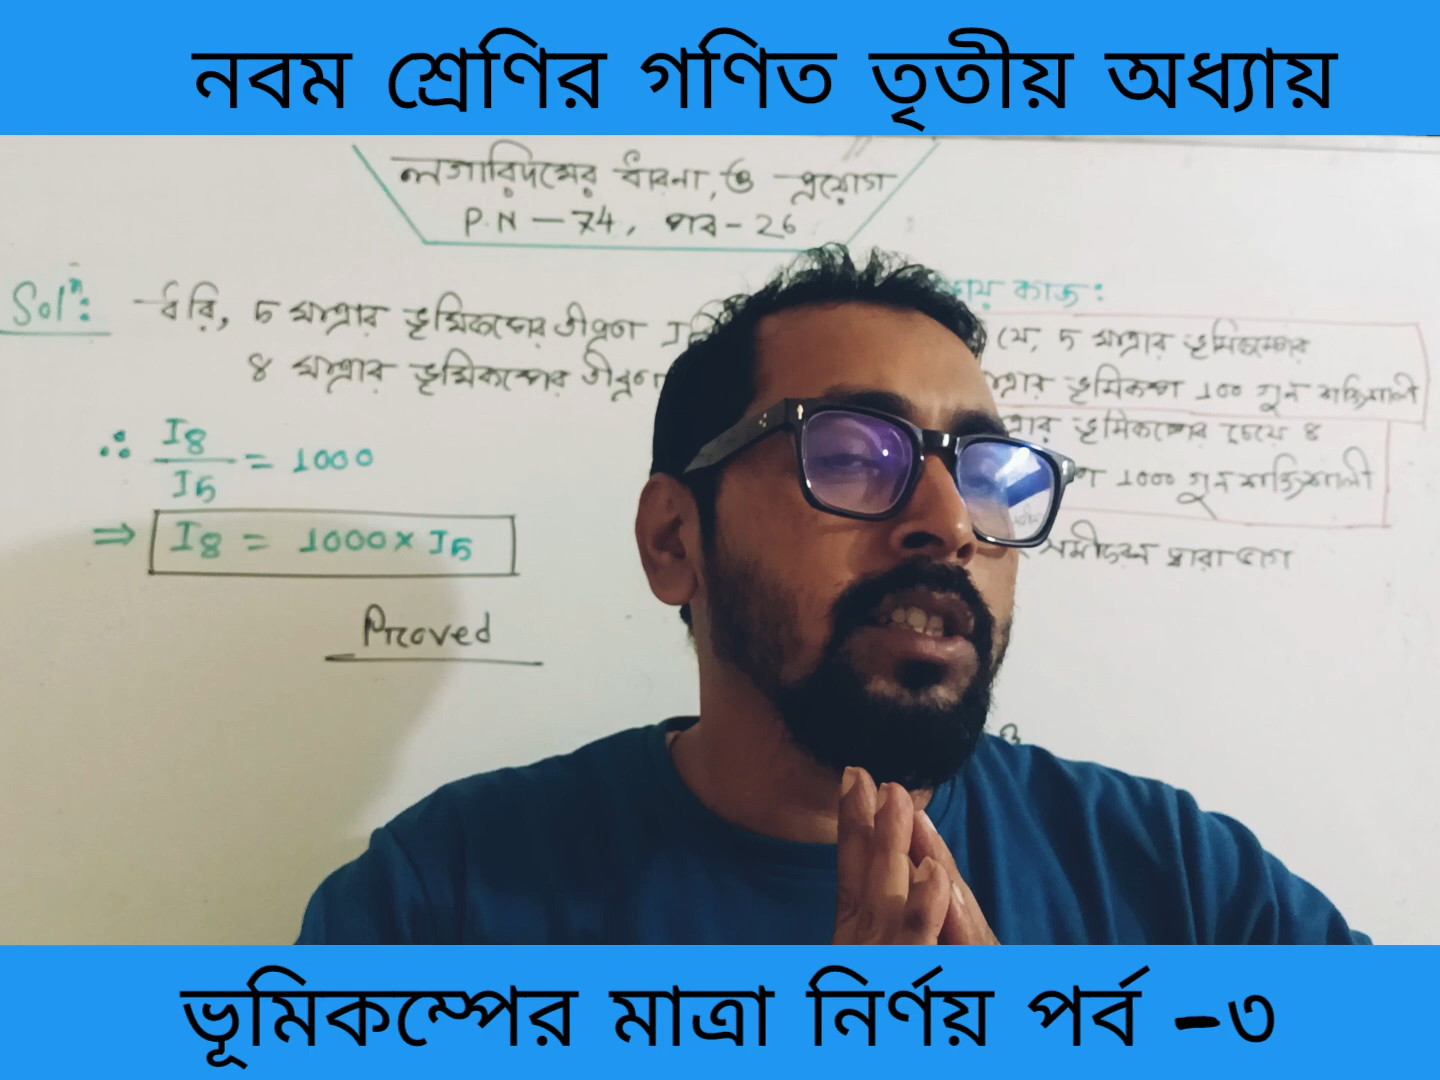 নবম শ্রেণির গণিত তৃতীয় অধ্যায়
লগারিদমের ধারনা ও প্রয়োগ
P.N — 74, পর্ব - 26
Solⁿ: ধরি, ৮ মাত্রার ভূমিকম্পের তীব্রতা
৪ মাত্রার ভূমিকম্পের তীব্রতা
∴ I8 / I5 = 1000
⇒ I8 = 1000 × I5
Proved
কাজ:
যে, ৮ মাত্রার ভূমিকম্পের
মাত্রার ভূমিকম্প 100 গুন শক্তিশালী
ভূমিকম্পের চেয়ে ৪
1000 গুন শক্তিশালী
সমীকরণ দ্বারা ভাগ
ভূমিকম্পের মাত্রা নির্ণয় পর্ব -৩